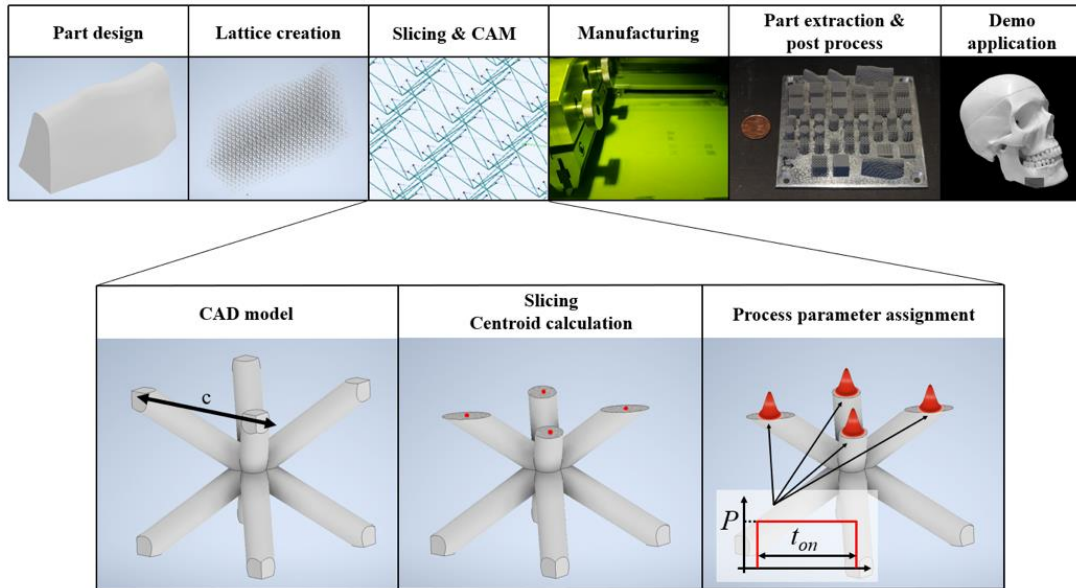 Part design
Lattice creation
Slicing & CAM
Manufacturing
Part extraction &
post process
Demo
application
CAD model
Slicing
Centroid calculation
Process parameter assignment
c
P
t_on